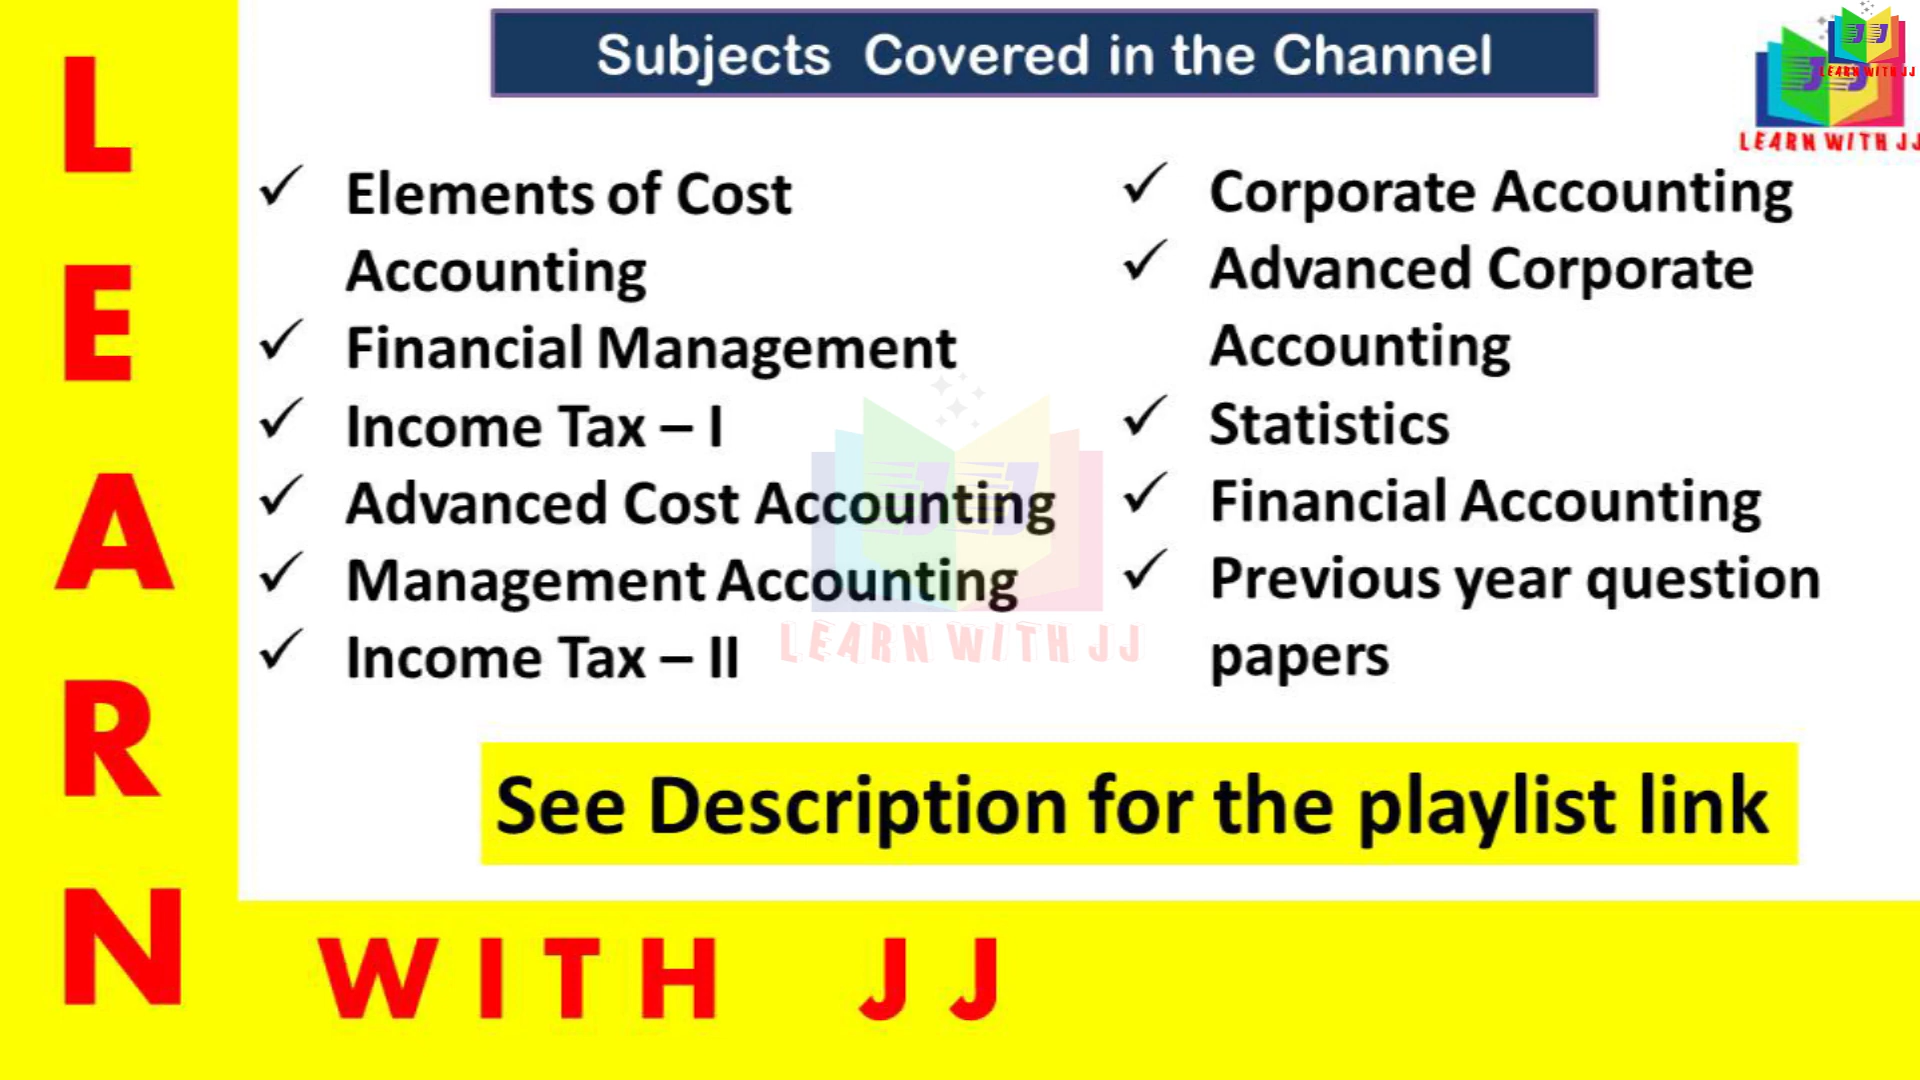 Subjects Covered in the Channel
LEARN WITH JJ
LEARN WITH JJ
✓ Elements of Cost
Accounting
✓ Financial Management
✓ Income Tax – I
✓ Advanced Cost Accounting
✓ Management Accounting
✓ Income Tax – II
✓ Corporate Accounting
✓ Advanced Corporate
Accounting
✓ Statistics
✓ Financial Accounting
✓ Previous year question
papers
JJ
LEARN WITH JJ
See Description for the playlist link
L
E
A
R
N
WITH JJ